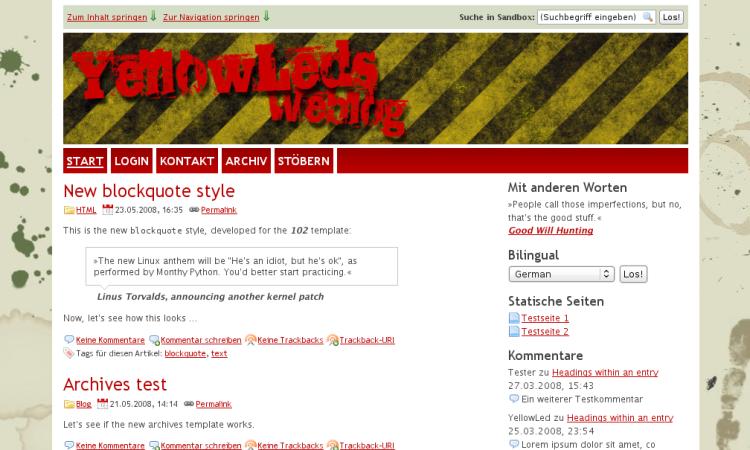 Zum Inhalt springen Zur Navigation springen Suche in Sandbox: (Suchbegriff eingeben) Los!
YellowLeds
Weblog
START LOGIN KONTAKT ARCHIV STÖBERN
New blockquote style
HTML 23.05.2008, 16:35 Permalink
This is the new blockquote style, developed for the 102 template:
»The new Linux anthem will be "He's an idiot, but he's ok", as
performed by Monthy Python. You'd better start practicing.«
Linus Torvalds, announcing another kernel patch
Now, let's see how this looks ...
Keine Kommentare Kommentar schreiben Keine Trackbacks Trackback-URI
Tags für diesen Artikel: blockquote, text
Archives test
Blog 21.05.2008, 14:14 Permalink
Let's see if the new archives template works.
Keine Kommentare Kommentar schreiben Keine Trackbacks Trackback-URI
Mit anderen Worten
»People call those imperfections, but no,
that's the good stuff.«
Good Will Hunting
Bilingual
German Los!
Statische Seiten
Testseite 1
Testseite 2
Kommentare
Tester zu Headings within an entry
27.03.2008, 15:43
Ein weiterer Testkommentar
YellowLed zu Headings within an entry
25.03.2008, 23:54
Lorem ipsum dolor sit amet, co